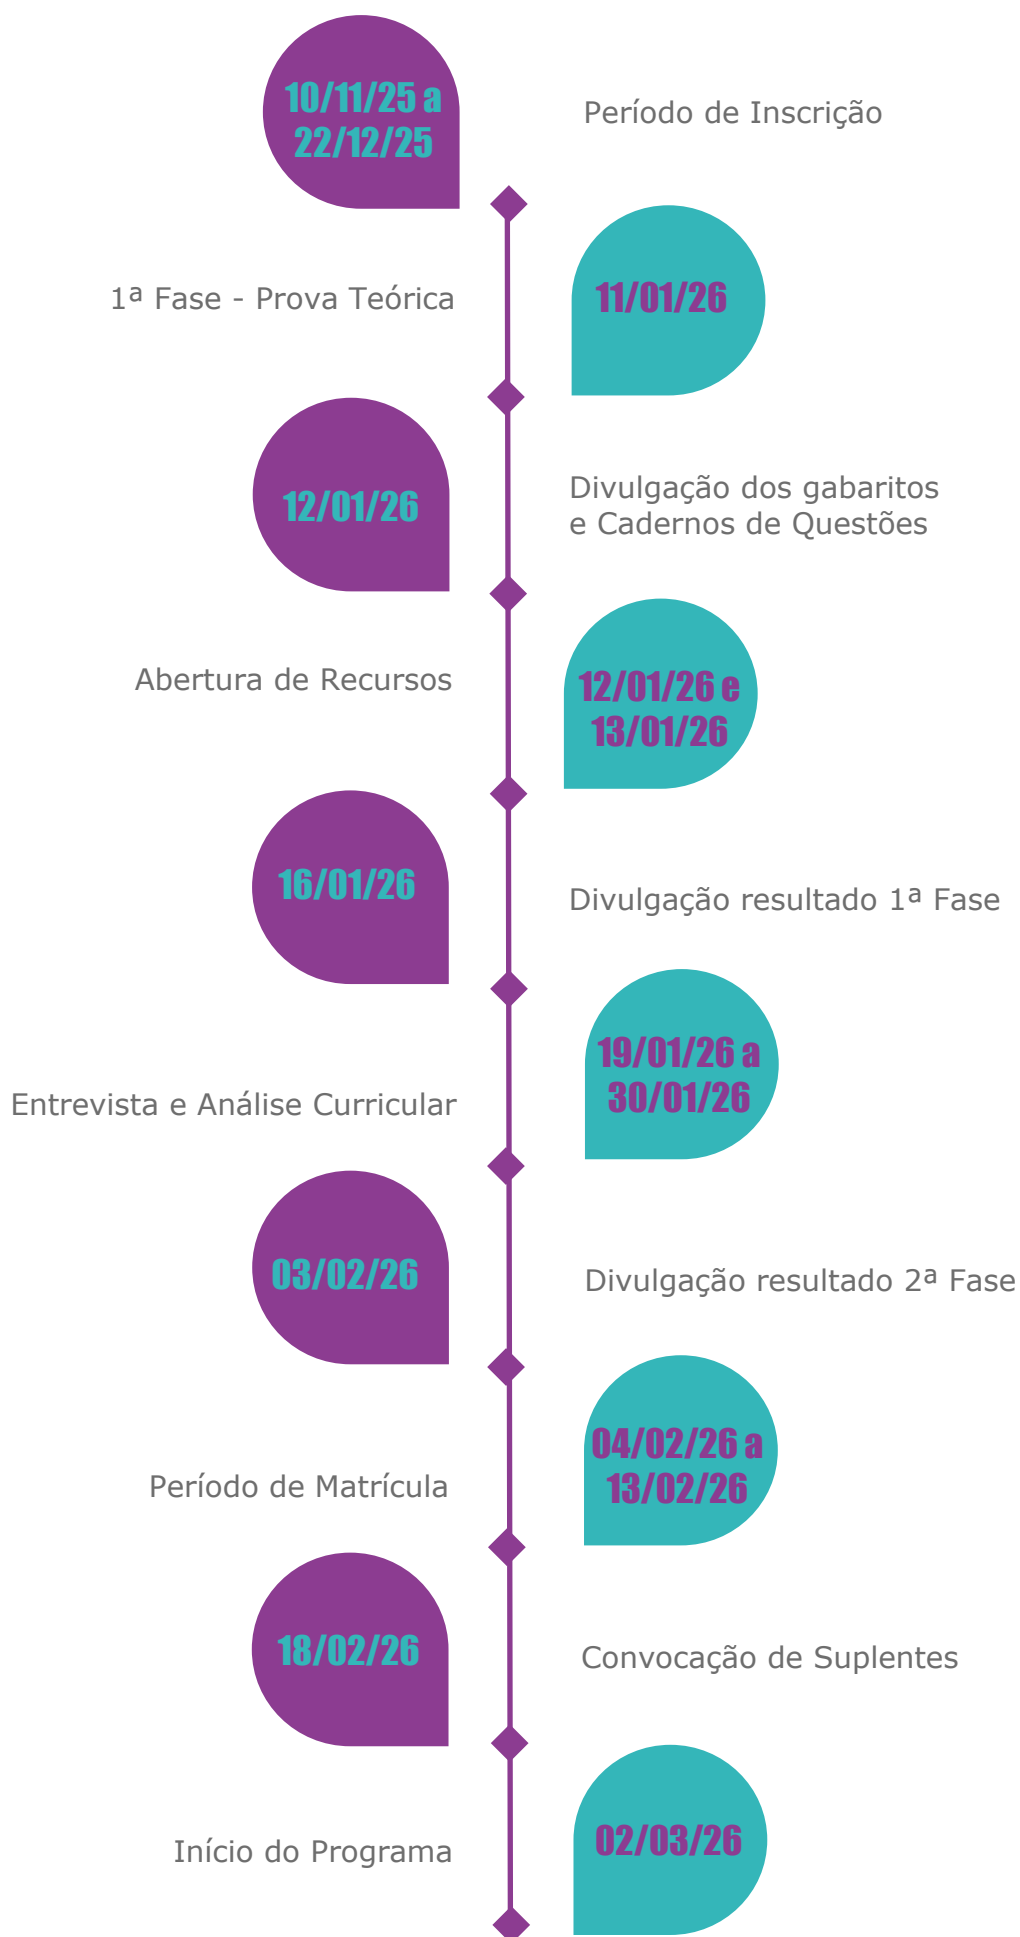 10/11/25 a
22/12/25
Período de Inscrição
1ª Fase - Prova Teórica
11/01/26
12/01/26
Divulgação dos gabaritos
e Cadernos de Questões
Abertura de Recursos
12/01/26 e
13/01/26
16/01/26
Divulgação resultado 1ª Fase
Entrevista e Análise Curricular
19/01/26 a
30/01/26
03/02/26
Divulgação resultado 2ª Fase
Período de Matrícula
04/02/26 a
13/02/26
18/02/26
Convocação de Suplentes
Início do Programa
02/03/26